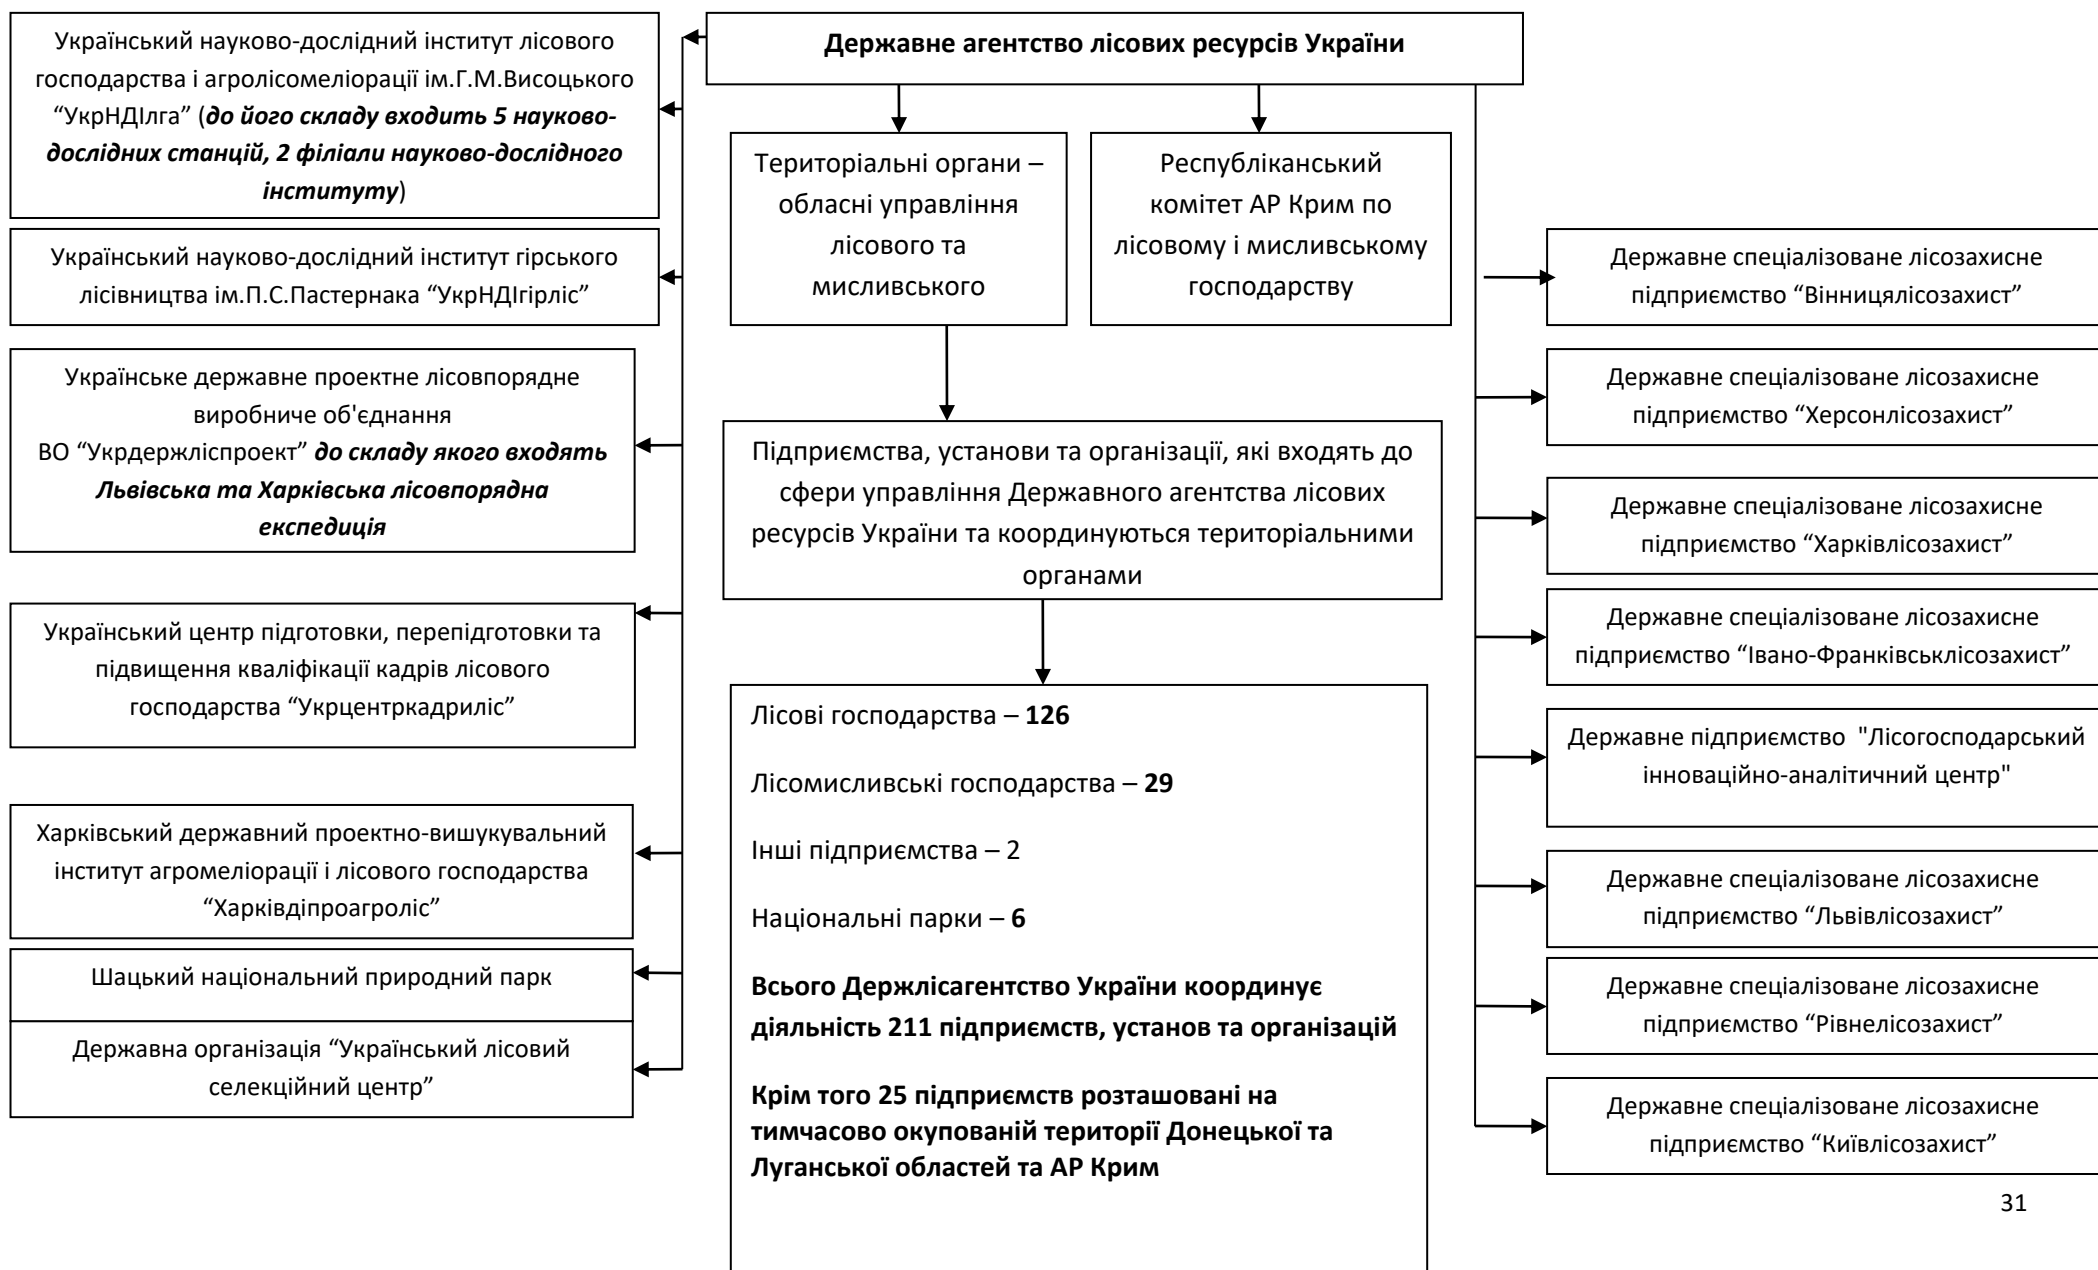 Державне агентство лісових ресурсів України
Український науково-дослідний інститут лісового
господарства і агролісомеліорації ім.Г.М.Висоцького
“УкрНДІлга” (до його складу входить 5 науково-
дослідних станцій, 2 філіали науково-дослідного
інституту)
Український науково-дослідний інститут гірського
лісівництва ім.П.С.Пастернака “УкрНДІгірліс”
Українське державне проектне лісовпорядне
виробниче об'єднання
ВО “Укрдержліспроект” до складу якого входять
Львівська та Харківська лісовпорядна
експедиція
Український центр підготовки, перепідготовки та
підвищення кваліфікації кадрів лісового
господарства “Укрцентркадриліс”
Харківський державний проектно-вишукувальний
інститут агромеліорації і лісового господарства
“Харківдіпроагроліс”
Шацький національний природний парк
Державна організація “Український лісовий
селекційний центр”
Територіальні органи –
обласні управління
лісового та
мисливського
Республіканський
комітет АР Крим по
лісовому і мисливському
господарству
Підприємства, установи та організації, які входять до
сфери управління Державного агентства лісових
ресурсів України та координуються територіальними
органами
Лісові господарства – 126
Лісомисливські господарства – 29
Інші підприємства – 2
Національні парки – 6
Всього Держлісагентство України координує
діяльність 211 підприємств, установ та організацій
Крім того 25 підприємств розташовані на
тимчасово окупованій території Донецької та
Луганської областей та АР Крим
Державне спеціалізоване лісозахисне
підприємство “Вінницялісозахист”
Державне спеціалізоване лісозахисне
підприємство “Херсонлісозахист”
Державне спеціалізоване лісозахисне
підприємство “Харківлісозахист”
Державне спеціалізоване лісозахисне
підприємство “Івано-Франківськлісозахист”
Державне підприємство "Лісогосподарський
інноваційно-аналітичний центр"
Державне спеціалізоване лісозахисне
підприємство “Львівлісозахист”
Державне спеціалізоване лісозахисне
підприємство “Рівнелісозахист”
Державне спеціалізоване лісозахисне
підприємство “Київлісозахист”
31